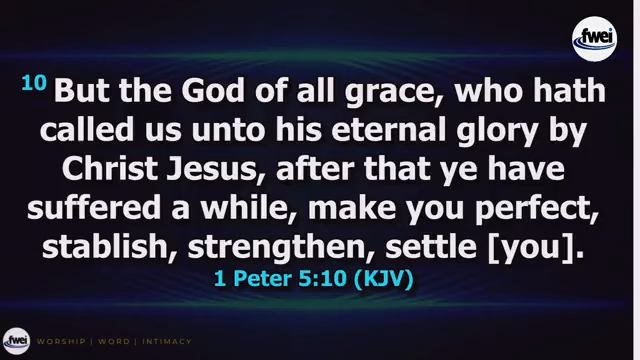 fwei
10 But the God of all grace, who hath
called us unto his eternal glory by
Christ Jesus, after that ye have
suffered a while, make you perfect,
stablish, strengthen, settle [you].
1 Peter 5:10 (KJV)
fwei WORSHIP | WORD | INTIMACY